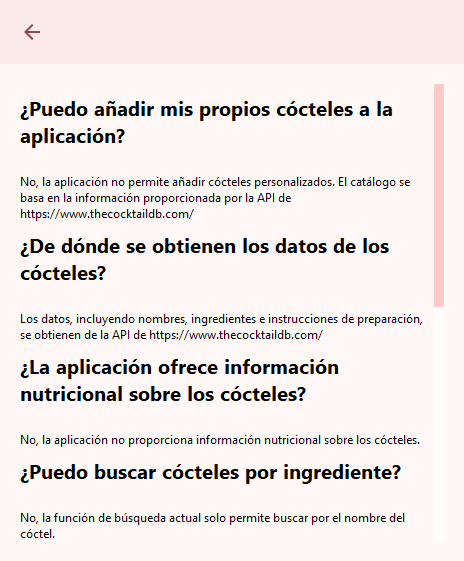 ¿Puedo añadir mis propios cócteles a la
aplicación?
No, la aplicación no permite añadir cócteles personalizados. El catálogo se
basa en la información proporcionada por la API de
https://www.thecocktaildb.com/
¿De dónde se obtienen los datos de los
cócteles?
Los datos, incluyendo nombres, ingredientes e instrucciones de preparación,
se obtienen de la API de https://www.thecocktaildb.com/
¿La aplicación ofrece información
nutricional sobre los cócteles?
No, la aplicación no proporciona información nutricional sobre los cócteles.
¿Puedo buscar cócteles por ingrediente?
No, la función de búsqueda actual solo permite buscar por el nombre del
cóctel.